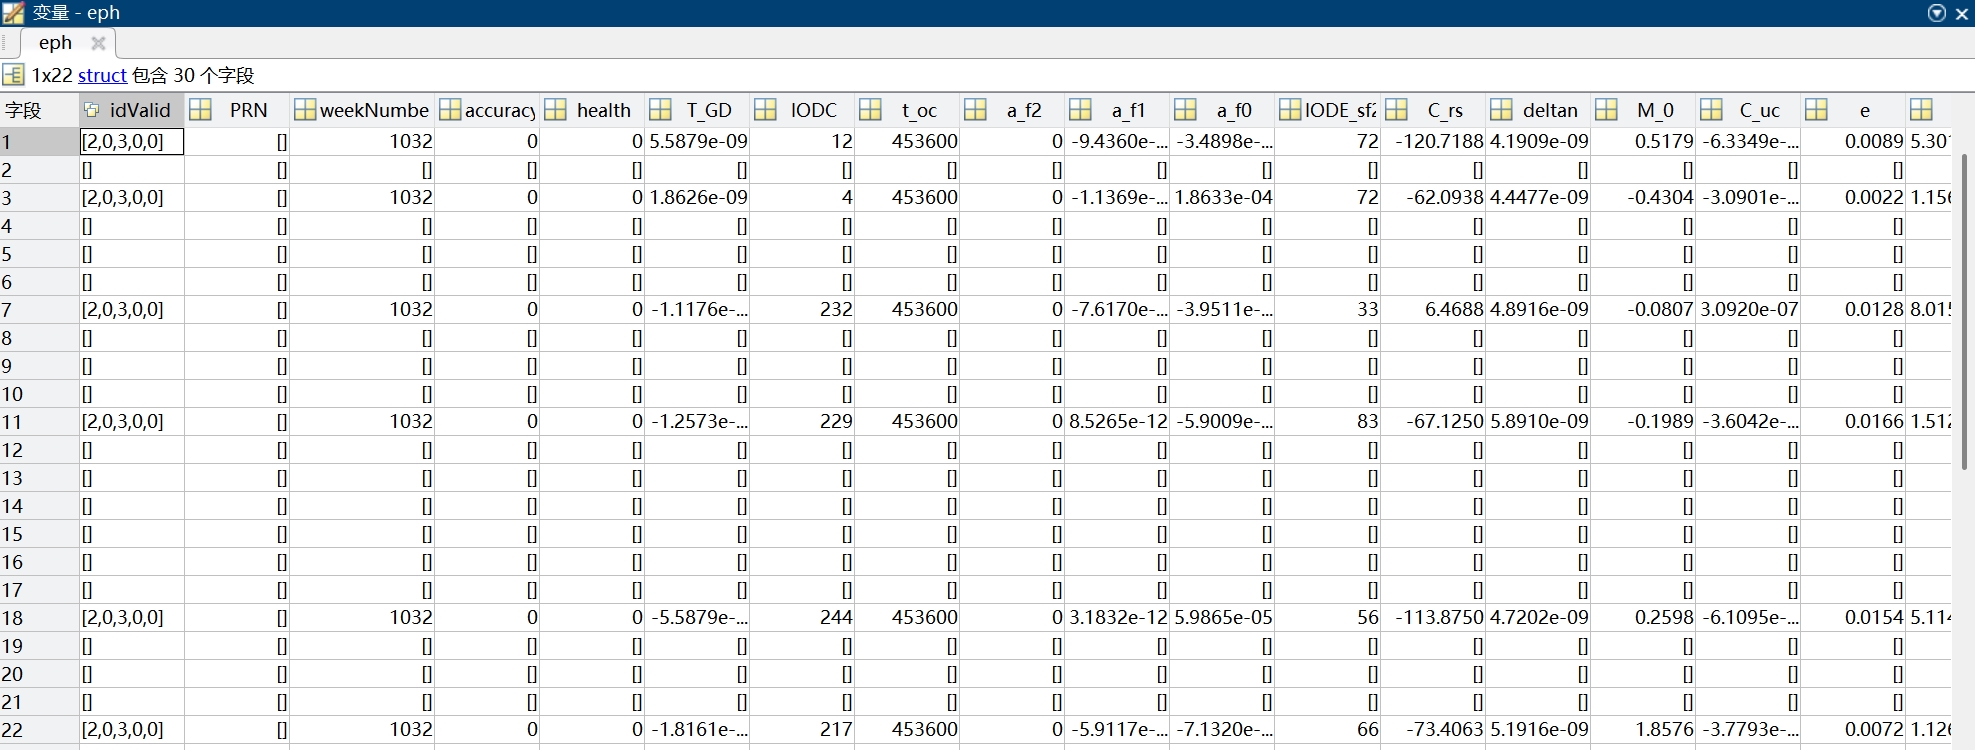 变量 - eph
eph
1x22 struct 包含 30 个字段
字段 idValid PRN weekNumbe accuracy health T_GD IODC t_oc a_f2 a_f1 a_f0 IODE_sf2 C_rs deltan M_0 C_uc e
1 [2,0,3,0,0] [] 1032 0 0 5.5879e-09 12 453600 0 -9.4360e-... -3.4898e-... 72 -120.7188 4.1909e-09 0.5179 -6.3349e-... 0.0089 5.301
2 [] [] [] [] [] [] [] [] [] [] [] [] [] [] [] [] []
3 [2,0,3,0,0] [] 1032 0 0 1.8626e-09 4 453600 0 -1.1369e-... 1.8633e-04 72 -62.0938 4.4477e-09 -0.4304 -3.0901e-... 0.0022 1.156
4 [] [] [] [] [] [] [] [] [] [] [] [] [] [] [] [] []
5 [] [] [] [] [] [] [] [] [] [] [] [] [] [] [] [] []
6 [] [] [] [] [] [] [] [] [] [] [] [] [] [] [] [] []
7 [2,0,3,0,0] [] 1032 0 0 -1.1176e-... 232 453600 0 -7.6170e-... -3.9511e-... 33 6.4688 4.8916e-09 -0.0807 3.0920e-07 0.0128 8.015
8 [] [] [] [] [] [] [] [] [] [] [] [] [] [] [] [] []
9 [] [] [] [] [] [] [] [] [] [] [] [] [] [] [] [] []
10 [] [] [] [] [] [] [] [] [] [] [] [] [] [] [] [] []
11 [2,0,3,0,0] [] 1032 0 0 -1.2573e-... 229 453600 0 8.5265e-12 -5.9009e-... 83 -67.1250 5.8910e-09 -0.1989 -3.6042e-... 0.0166 1.512
12 [] [] [] [] [] [] [] [] [] [] [] [] [] [] [] [] []
13 [] [] [] [] [] [] [] [] [] [] [] [] [] [] [] [] []
14 [] [] [] [] [] [] [] [] [] [] [] [] [] [] [] [] []
15 [] [] [] [] [] [] [] [] [] [] [] [] [] [] [] [] []
16 [] [] [] [] [] [] [] [] [] [] [] [] [] [] [] [] []
17 [] [] [] [] [] [] [] [] [] [] [] [] [] [] [] [] []
18 [2,0,3,0,0] [] 1032 0 0 -5.5879e-... 244 453600 0 3.1832e-12 5.9865e-05 56 -113.8750 4.7202e-09 0.2598 -6.1095e-... 0.0154 5.114
19 [] [] [] [] [] [] [] [] [] [] [] [] [] [] [] [] []
20 [] [] [] [] [] [] [] [] [] [] [] [] [] [] [] [] []
21 [] [] [] [] [] [] [] [] [] [] [] [] [] [] [] [] []
22 [2,0,3,0,0] [] 1032 0 0 -1.8161e-... 217 453600 0 -5.9117e-... -7.1320e-... 66 -73.4063 5.1916e-09 1.8576 -3.7793e-... 0.0072 1.126